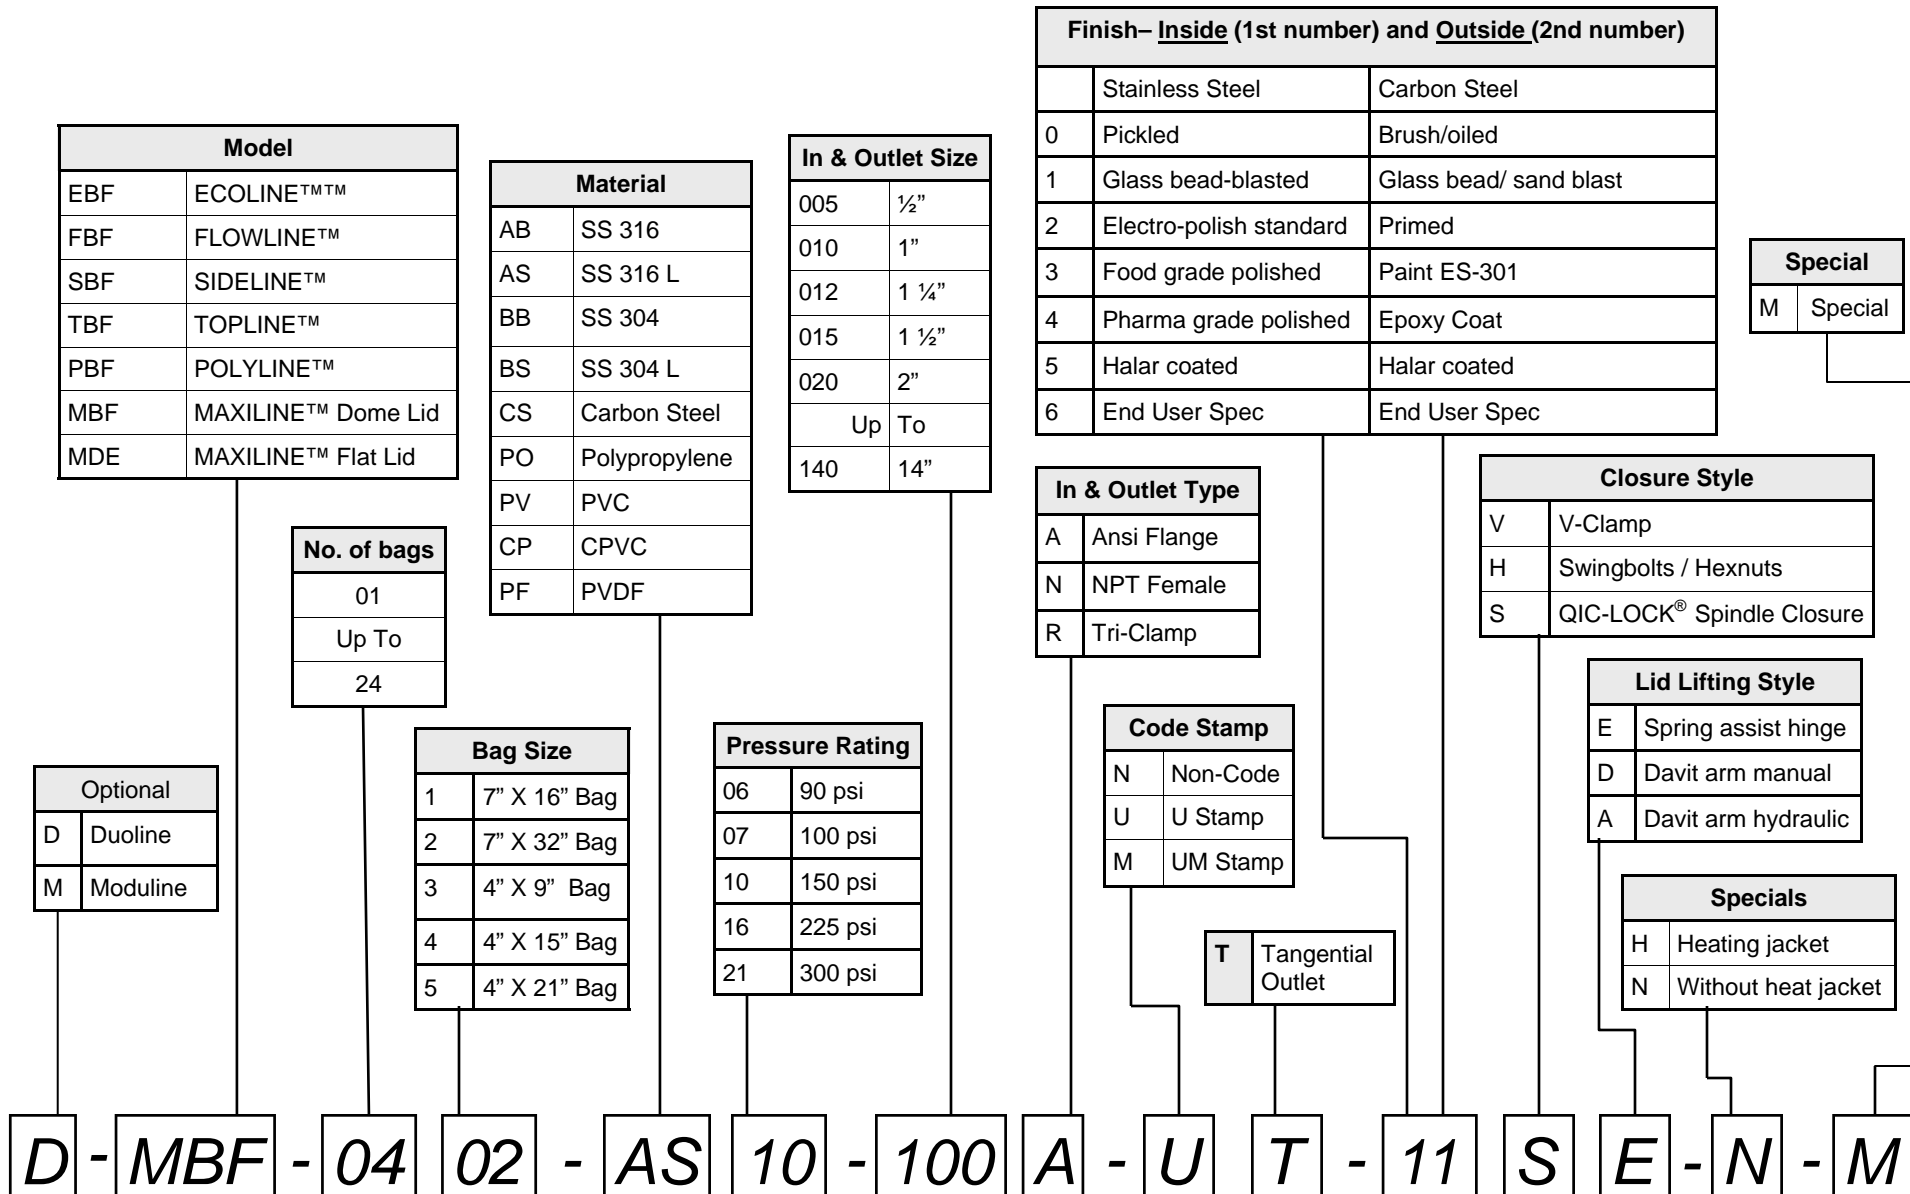 Finish– Inside (1st number) and Outside (2nd number)
Stainless Steel Carbon Steel
0 Pickled Brush/oiled
1 Glass bead-blasted Glass bead/ sand blast
2 Electro-polish standard Primed
3 Food grade polished Paint ES-301
4 Pharma grade polished Epoxy Coat
5 Halar coated Halar coated
6 End User Spec End User Spec
Model
EBF ECOLINE™™
FBF FLOWLINE™
SBF SIDELINE™
TBF TOPLINE™
PBF POLYLINE™
MBF MAXILINE™ Dome Lid
MDE MAXILINE™ Flat Lid
Material
AB SS 316
AS SS 316 L
BB SS 304
BS SS 304 L
CS Carbon Steel
PO Polypropylene
PV PVC
CP CPVC
PF PVDF
In & Outlet Size
005 ½”
010 1”
012 1 ¼”
015 1 ½”
020 2”
Up To
140 14”
Special
M Special
In & Outlet Type
A Ansi Flange
N NPT Female
R Tri-Clamp
Closure Style
V V-Clamp
H Swingbolts / Hexnuts
S QIC-LOCK® Spindle Closure
No. of bags
01
Up To
24
Lid Lifting Style
E Spring assist hinge
D Davit arm manual
A Davit arm hydraulic
Optional
D Duoline
M Moduline
Bag Size
1 7” X 16” Bag
2 7” X 32” Bag
3 4” X 9” Bag
4 4” X 15” Bag
5 4” X 21” Bag
Pressure Rating
06 90 psi
07 100 psi
10 150 psi
16 225 psi
21 300 psi
Code Stamp
N Non-Code
U U Stamp
M UM Stamp
T Tangential
Outlet
Specials
H Heating jacket
N Without heat jacket
D - MBF - 04 02 - AS 10 - 100 A - U T - 11 S E - N - M